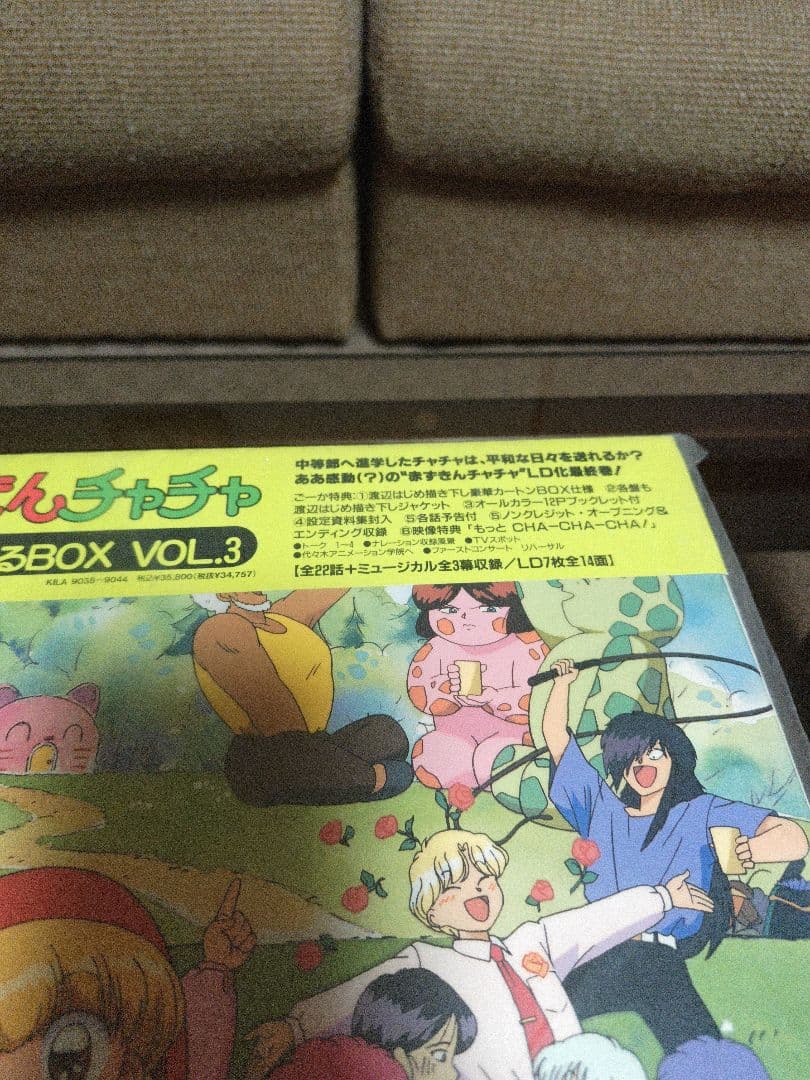 中等部へ進学したチャチャは、平和な日々を送れるか?
ああ感動(?)の"赤ずきんチャチャ"LD化最終巻!
きんチャチャ
るBOX VOL.3
KILA 9035〜9044 税込¥35,800(税抜¥34,757)
ごーか特典:①渡辺はじめ描き下し豪華カートンBOX仕様 ②各盤も
渡辺はじめ描き下しジャケット ③オールカラー12Pブックレット付
④設定資料集封入 ⑤各話予告付 ⑤ノンクレジット・オープニング&
エンディング収録 ⑥映像特典「もっと CHA-CHA-CHA!」
●トーク 1-4 ●ナレーション収録風景 ●TVスポット
●代々木アニメーション学院へ ●ファーストコンサート リハーサル
【全22話+ミュージカル全3幕収録/LD7枚全14面】